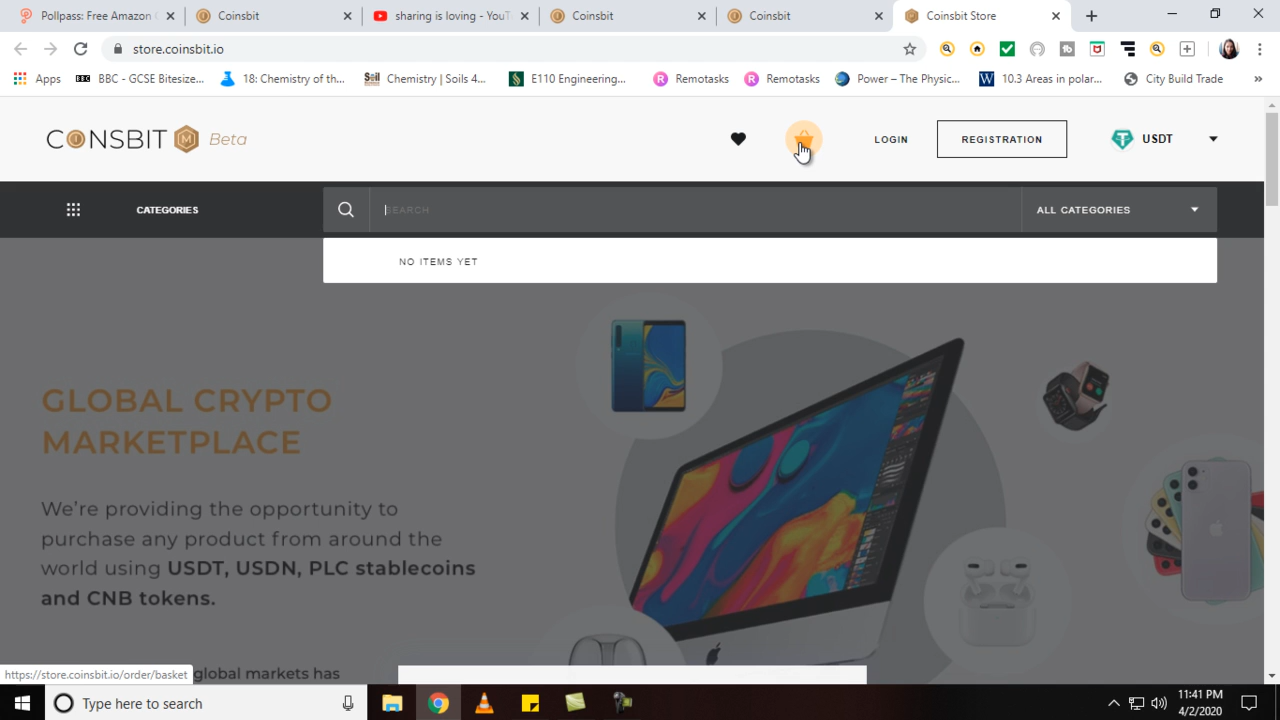 Pollpass: Free Amazon
Coinsbit
sharing is loving - YouT
Coinsbit
Coinsbit
Coinsbit Store
store.coinsbit.io
Apps
BBC
BBC - GCSE Bitesize...
18: Chemistry of th...
Soil
Chemistry | Soils 4...
E110 Engineering...
R
Remotasks
R
Remotasks
Power – The Physic...
W
10.3 Areas in polar...
City Build Trade
»
C I NSBIT M Beta
LOGIN
REGISTRATION
USDT
CATEGORIES
SEARCH
ALL CATEGORIES
NO ITEMS YET
GLOBAL CRYPTO
MARKETPLACE
We're providing the opportunity to
purchase any product from around the
world using USDT, USDN, PLC stablecoins
and CNB tokens.
https://store.coinsbit.io/order/basket
global markets has
Type here to search
11:41 PM
4/2/2020